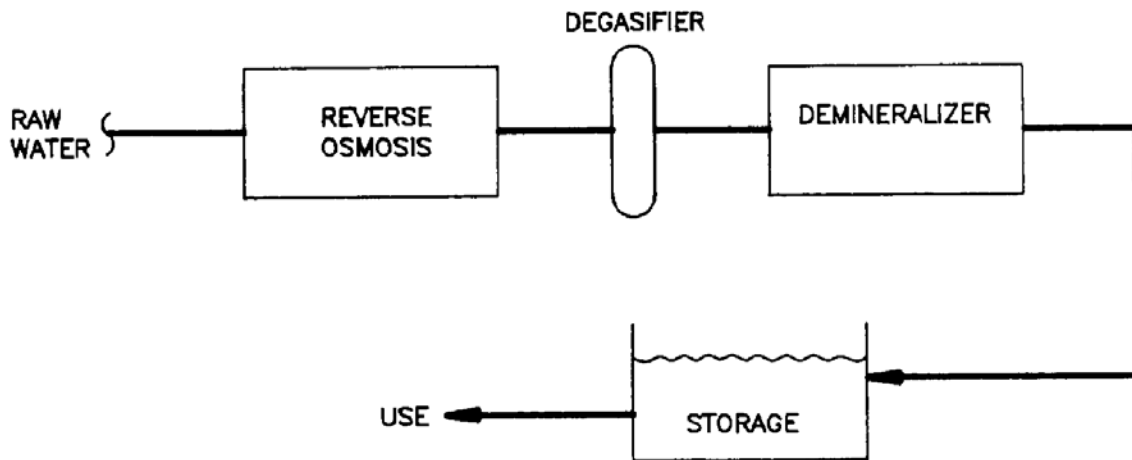 DEGASIFIER
RAW
WATER
REVERSE
OSMOSIS
DEMINERALIZER
USE
STORAGE